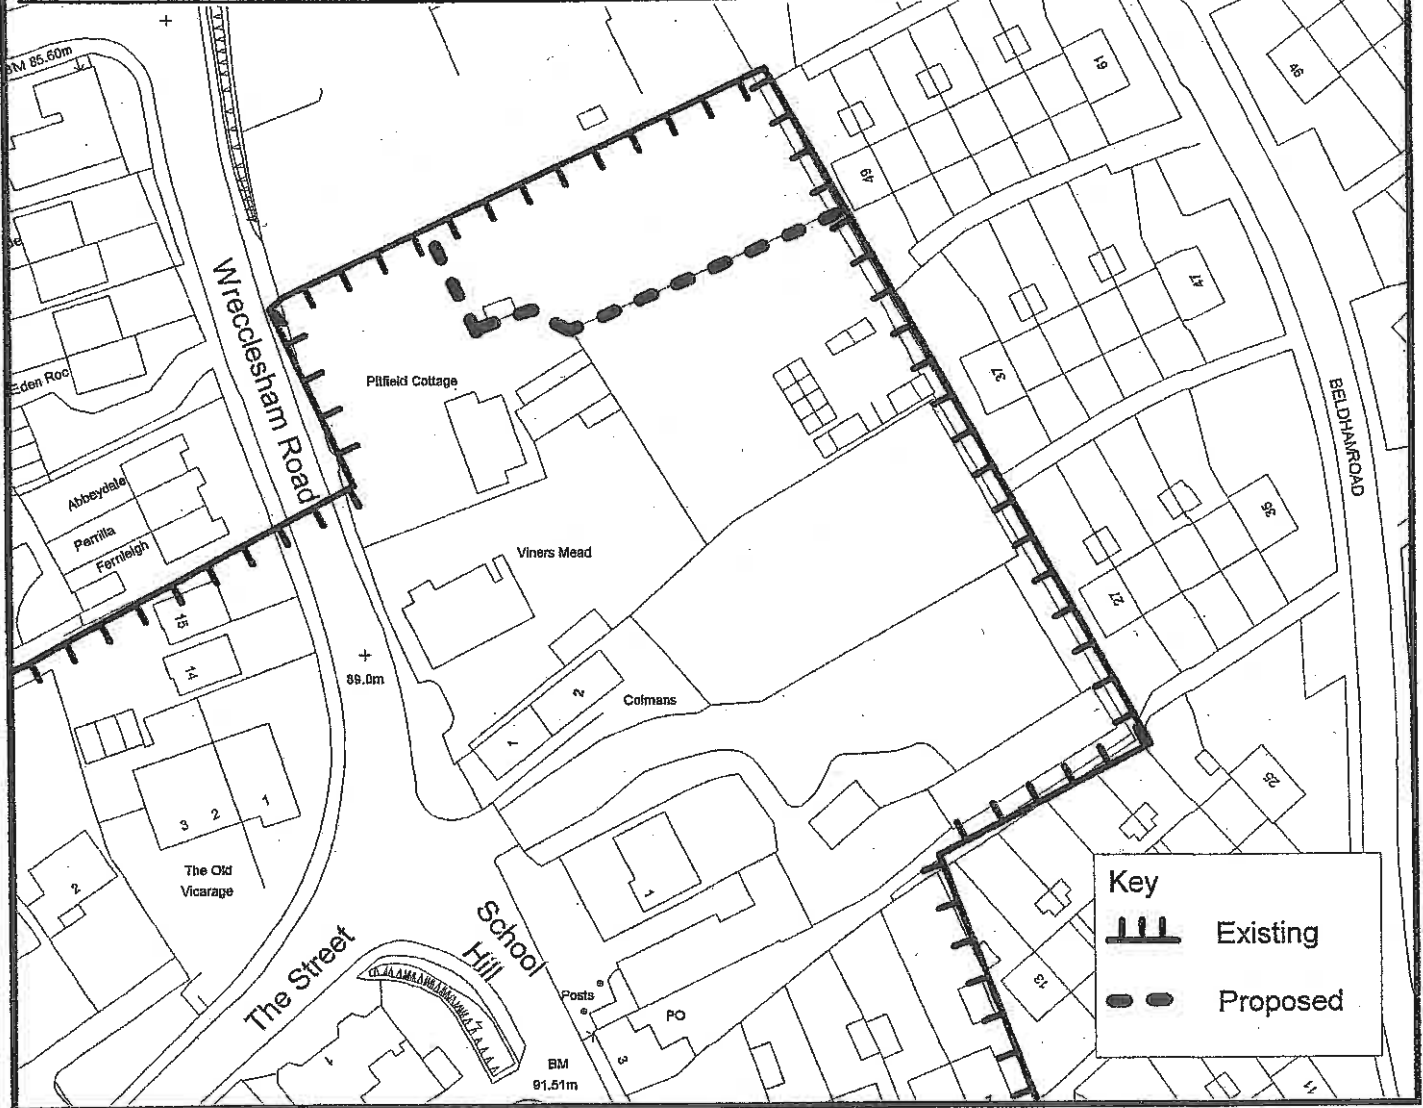 BM 85.60m
61
46
49
Wrecclesham Road
47
Pitfield Cottage
37
Eden Roc
BELDHAM ROAD
Abbeydale
Parrilla
Fernleigh
35
Viners Mead
27
15
14
89.0m
2
Colmans
1
25
3 2 1
The Old
Vicarage
2
1
Key
Existing
School
Hill
The Street
13
Posts
PO
Proposed
1
3
BM
91.51m
11